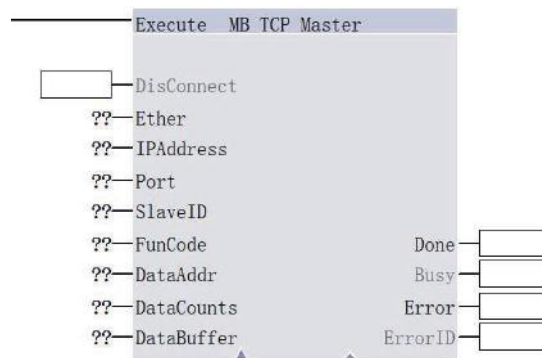 Execute MB TCP Master
DisConnect
??Ether
??IPAddress
??Port
??SlaveID
??FunCode Done
??DataAddr Busy
??DataCounts Error
??DataBuffer ErrorID